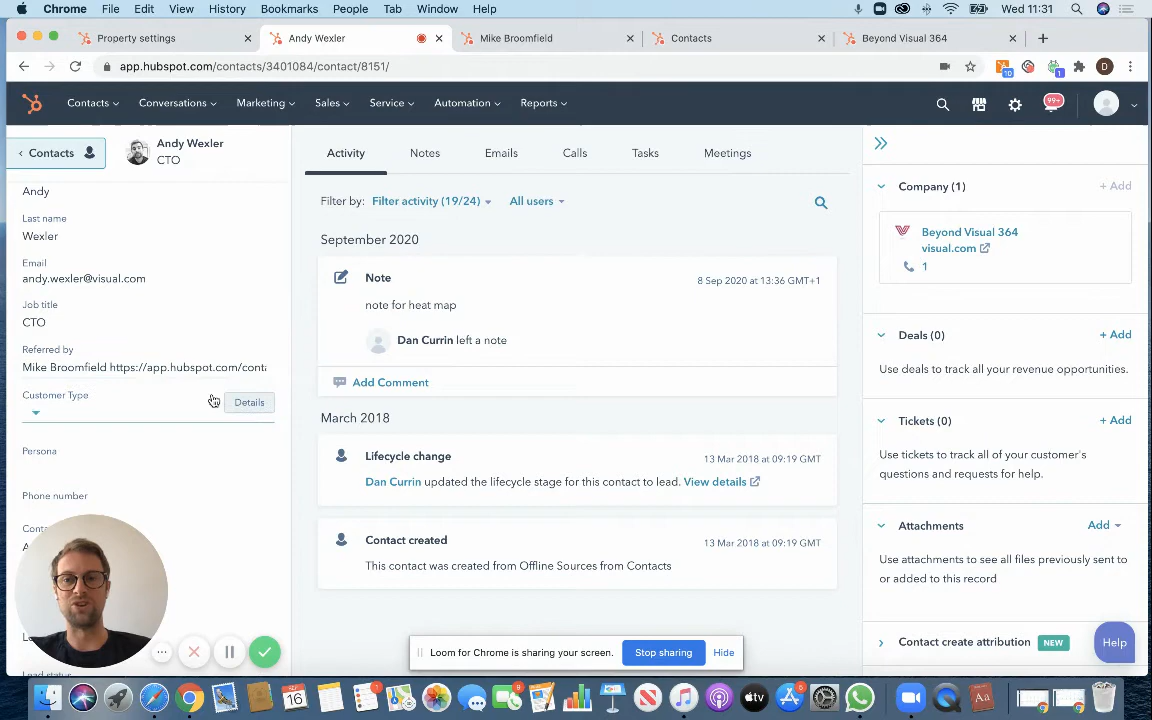 Chrome File Edit View History Bookmarks People Tab Window Help Wed 11:31
Property settings Andy Wexler Mike Broomfield Contacts Beyond Visual 364
app.hubspot.com/contacts/3401084/contact/8151/ 10 1 D
Contacts Conversations Marketing Sales Service Automation Reports 99+
Contacts
Andy Wexler
CTO
Andy
Last name
Wexler
Email
andy.wexler@visual.com
Job title
CTO
Referred by
Mike Broomfield https://app.hubspot.com/conta
Customer Type
Details
Persona
Phone number
Activity Notes Emails Calls Tasks Meetings
Filter by: Filter activity (19/24) All users
September 2020
Note 8 Sep 2020 at 13:36 GMT+1
note for heat map
Dan Currin left a note
Add Comment
March 2018
Lifecycle change 13 Mar 2018 at 09:19 GMT
Dan Currin updated the lifecycle stage for this contact to lead. View details
Contact created 13 Mar 2018 at 09:19 GMT
This contact was created from Offline Sources from Contacts
Company (1) + Add
Beyond Visual 364
visual.com
1
Deals (0) + Add
Use deals to track all your revenue opportunities.
Tickets (0) + Add
Use tickets to track all of your customer's
questions and requests for help.
Attachments Add
Use attachments to see all files previously sent to
or added to this record
Contact create attribution NEW
Help
Loom for Chrome is sharing your screen. Stop sharing Hide
16
tv